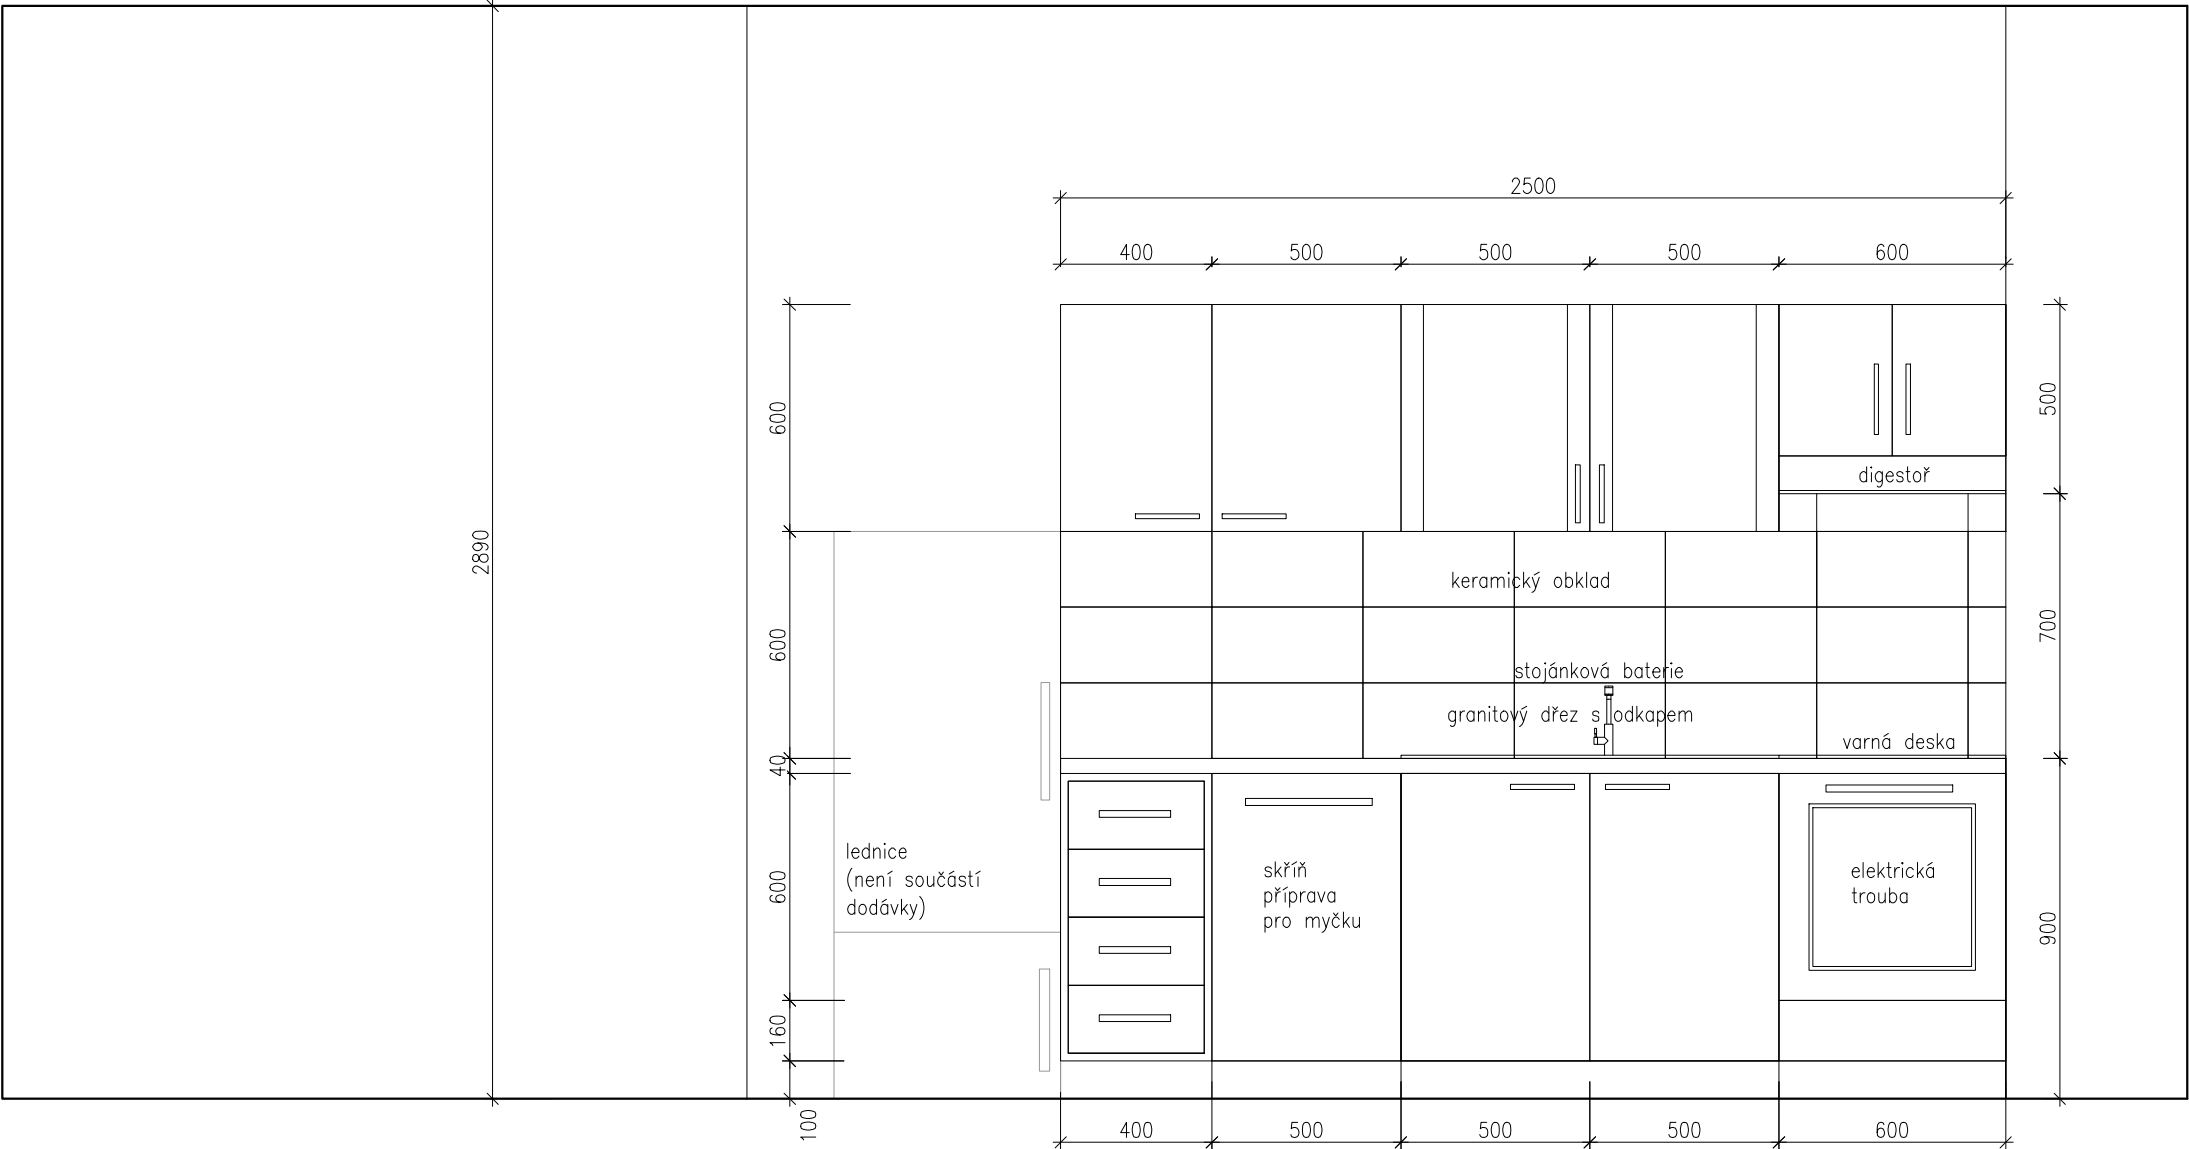 2500
400
500
500
500
600
600
500
digestoř
2890
keramický obklad
600
700
stojánková baterie
granitový dřez s odkapem
varná deska
40
lednice
(není součástí
dodávky)
600
skříň
příprava
pro myčku
elektrická
trouba
900
160
100
400
500
500
500
600